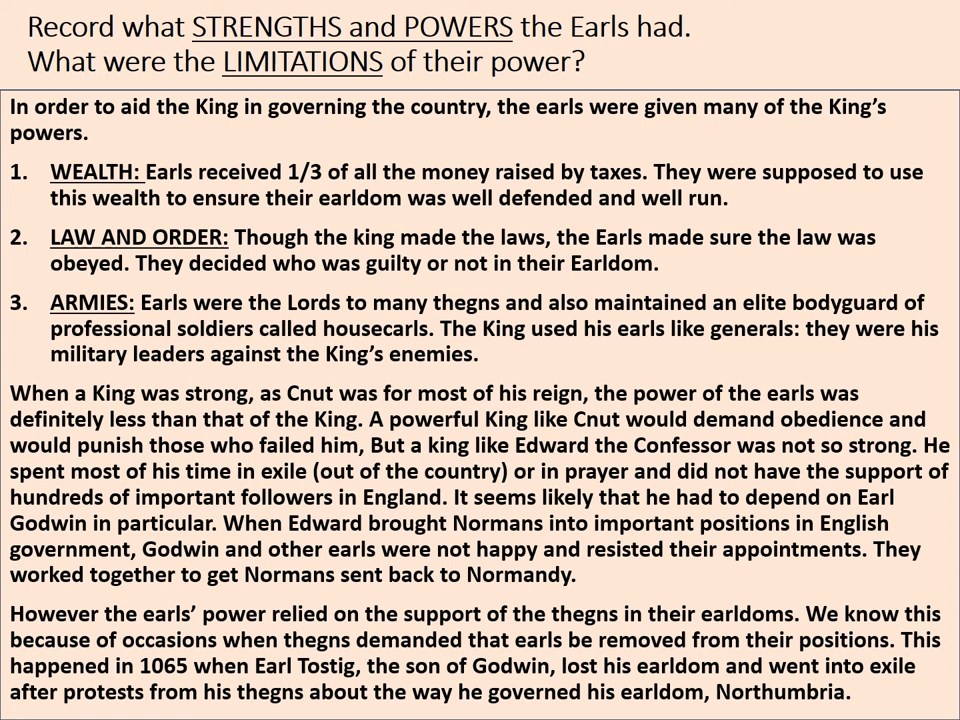 Record what STRENGTHS and POWERS the Earls had.
What were the LIMITATIONS of their power?
In order to aid the King in governing the country, the earls were given many of the King’s
powers.
1. WEALTH: Earls received 1/3 of all the money raised by taxes. They were supposed to use
this wealth to ensure their earldom was well defended and well run.
2. LAW AND ORDER: Though the king made the laws, the Earls made sure the law was
obeyed. They decided who was guilty or not in their Earldom.
3. ARMIES: Earls were the Lords to many thegns and also maintained an elite bodyguard of
professional soldiers called housecarls. The King used his earls like generals: they were his
military leaders against the King’s enemies.
When a King was strong, as Cnut was for most of his reign, the power of the earls was
definitely less than that of the King. A powerful King like Cnut would demand obedience and
would punish those who failed him, But a king like Edward the Confessor was not so strong. He
spent most of his time in exile (out of the country) or in prayer and did not have the support of
hundreds of important followers in England. It seems likely that he had to depend on Earl
Godwin in particular. When Edward brought Normans into important positions in English
government, Godwin and other earls were not happy and resisted their appointments. They
worked together to get Normans sent back to Normandy.
However the earls’ power relied on the support of the thegns in their earldoms. We know this
because of occasions when thegns demanded that earls be removed from their positions. This
happened in 1065 when Earl Tostig, the son of Godwin, lost his earldom and went into exile
after protests from his thegns about the way he governed his earldom, Northumbria.